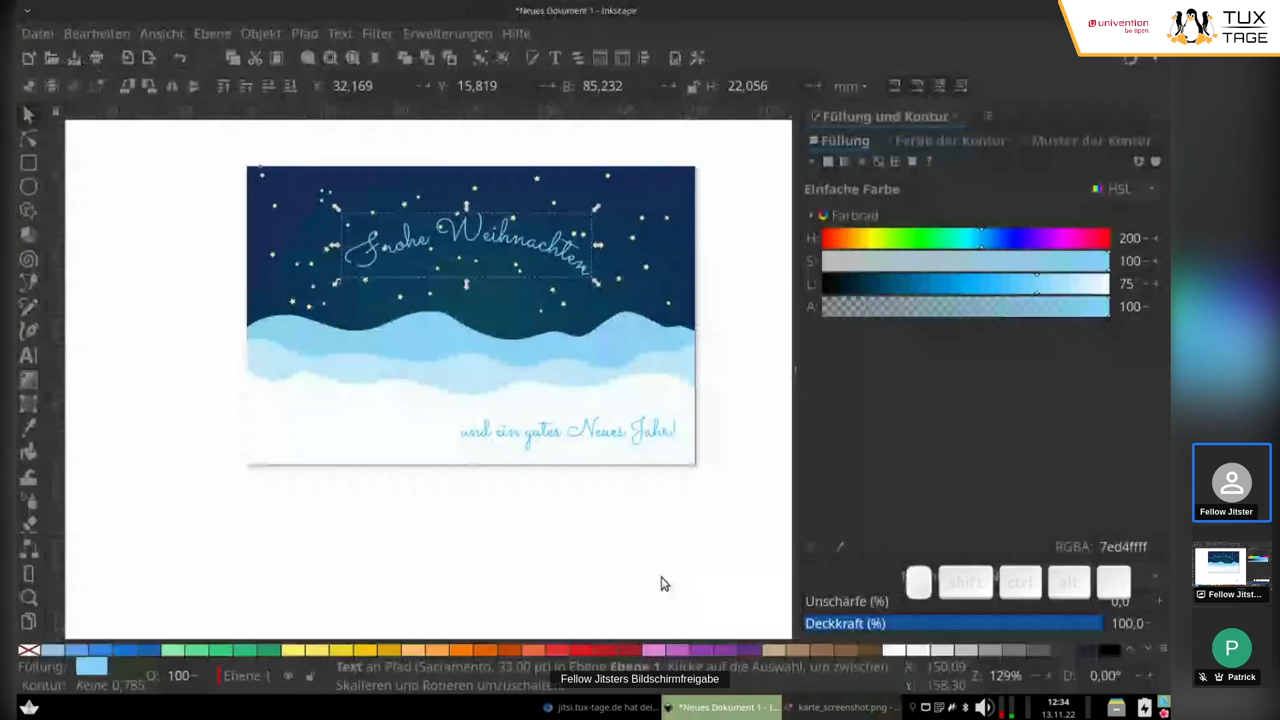 *Neues Dokument 1 - Inkscape
univention
be open.
TUX
TAGE
Datei Bearbeiten Ansicht Ebene Objekt Pfad Text Filter Erweiterungen Hilfe
X: 32,169 Y: 15,819 B: 85,232 H: 22,056 mm
Füllung und Kontur
Füllung Farbe der Kontur Muster der Kontur
Einfache Farbe HSL
Farbrad
H: 200
S: 100
L: 75
A: 100
Frohe Weihnachten
und ein gutes Neues Jahr!
RGBA: 7ed4ffff
shift ctrl alt
Unschärfe (%) 0,0
Deckkraft (%) 100,0
Fellow Jitster
Fellow Jitst...
Patrick
Füllung: O: 100 Ebene 1 Text an Pfad (Sacramento, 33.00 pt) in Ebene Ebene 1. Klicke auf die Auswahl, um zwischen X: 150,09 Z: 129% D: 0,00°
Kontur: Keine 0,785 Skalieren und Rotieren um/zuschalten. Y: 158,30
Fellow Jitsters Bildschirmfreigabe
jitsi.tux-tage.de hat dei... *Neues Dokument 1 - I... karte_screenshot.png - ... 12:34
13.11.22